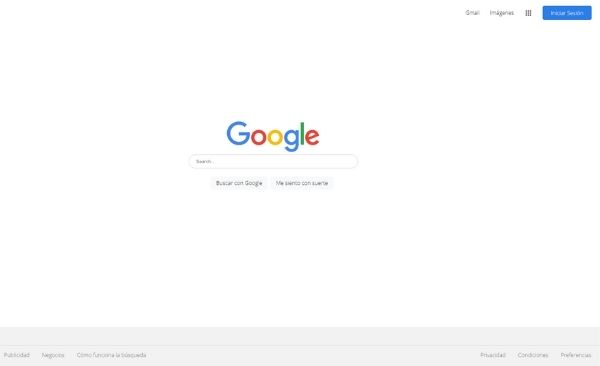 Gmail Imágenes Iniciar Sesión
Google
Search...
Buscar con Google Me siento con suerte
Publicidad Negocios Cómo funciona la búsqueda Privacidad Condiciones Preferencias